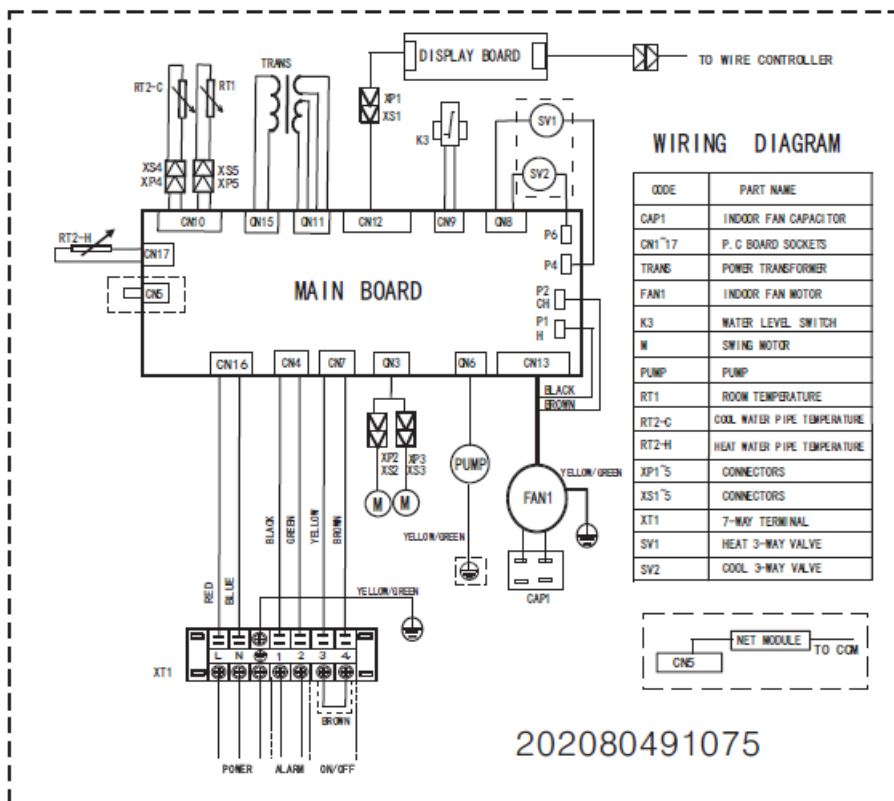 TRANS
DISPLAY BOARD
TO WIRE CONTROLLER
RT2-C
RT1
XP1
XS1
K3
SV1
SV2
XS4
XP4
XS5
XP5
CN10
CN15
CN11
CN12
CN9
CN8
RT2-H
CN17
CN5
MAIN BOARD
P6
P4
P2
CH
P1
H
CN16
CN4
CN7
CN3
CN6
CN13
BLACK
BROWN
XP2
XS2
XP3
XS3
M
M
PUMP
FAN1
YELLOW/GREEN
YELLOW/GREEN
CAP1
RED
BLUE
BLACK
GREEN
YELLOW
BROWN
YELLOW/GREEN
XT1
L N 1 2 3 4
BROWN
POWER ALARM ON/OFF
WIRING DIAGRAM
CODE PART NAME
CAP1 INDOOR FAN CAPACITOR
CN1~17 P.C BOARD SOCKETS
TRANS POWER TRANSFORMER
FAN1 INDOOR FAN MOTOR
K3 WATER LEVEL SWITCH
M SWING MOTOR
PUMP PUMP
RT1 ROOM TEMPERATURE
RT2-C COOL WATER PIPE TEMPERATURE
RT2-H HEAT WATER PIPE TEMPERATURE
XP1~5 CONNECTORS
XS1~5 CONNECTORS
XT1 7-WAY TERMINAL
SV1 HEAT 3-WAY VALVE
SV2 COOL 3-WAY VALVE
NET MODULE
CN5
TO CCM
202080491075